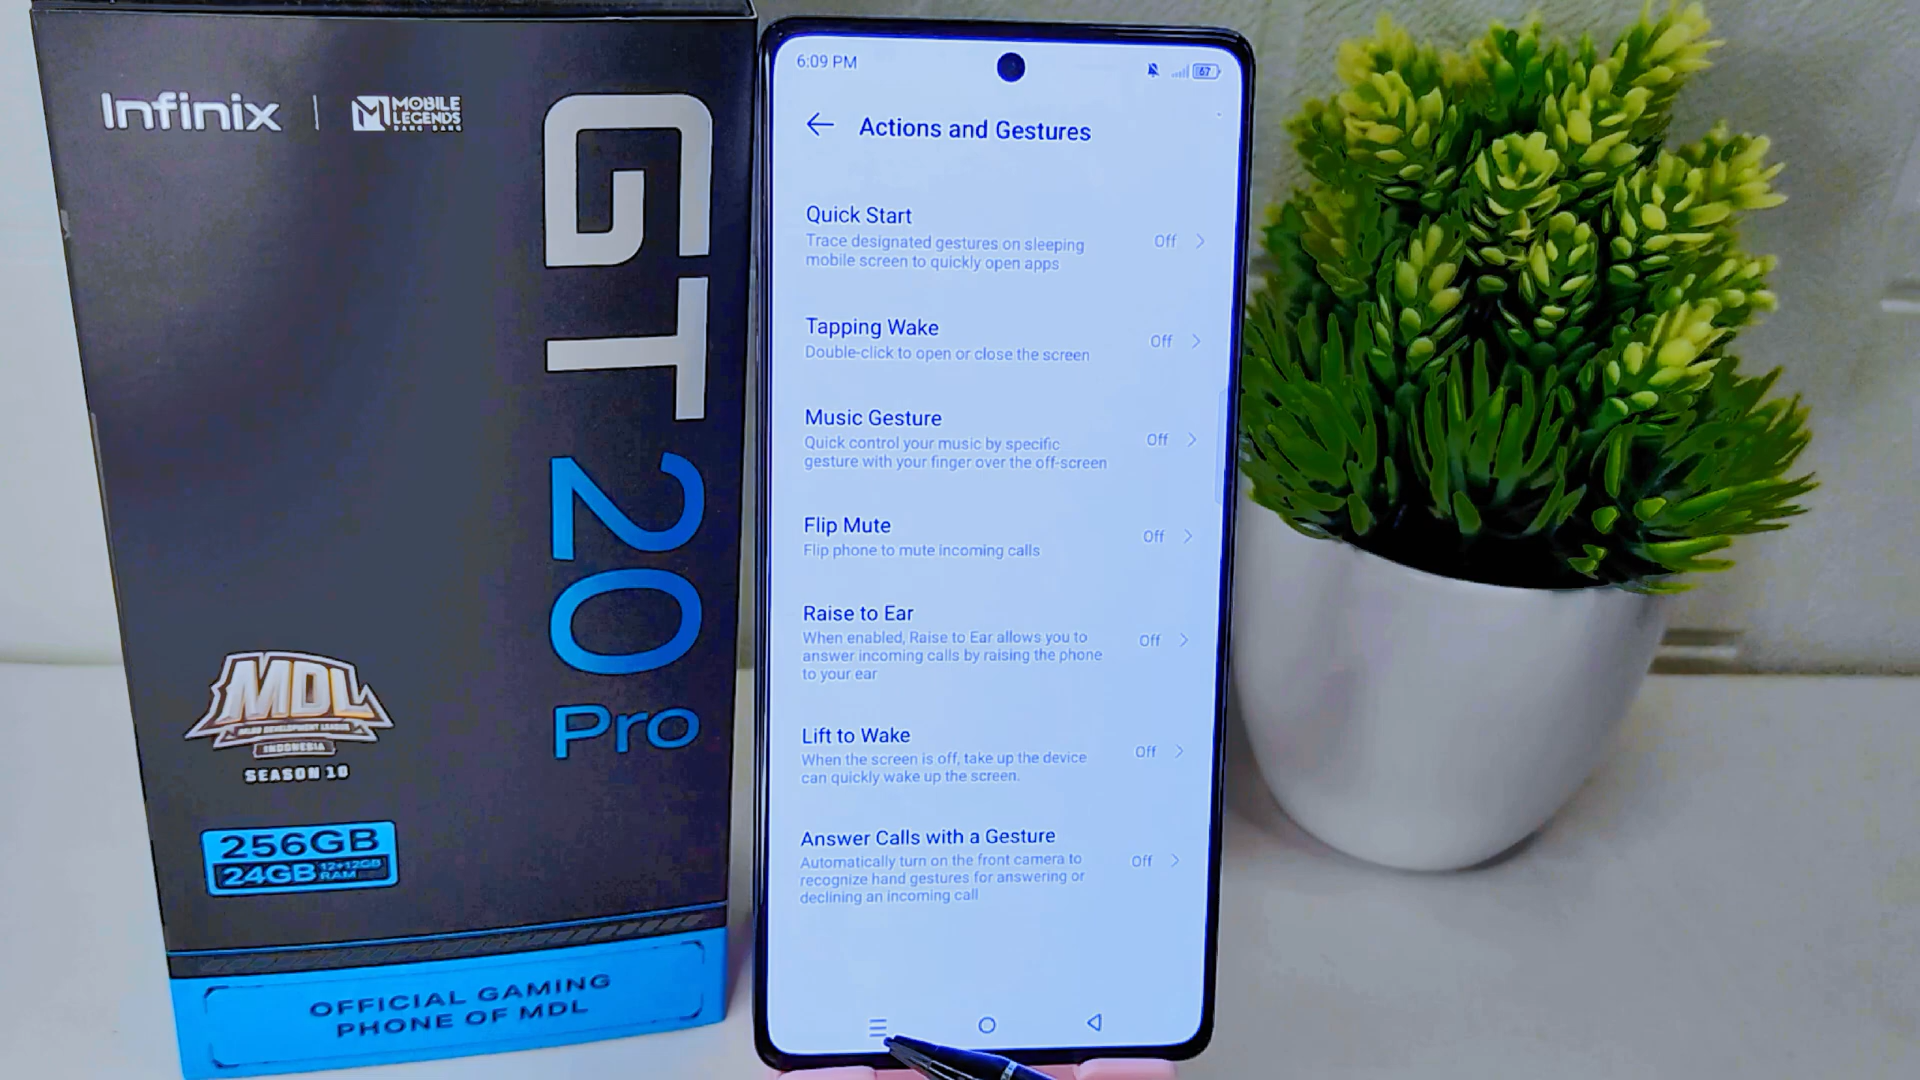 Infinix
MOBILE
LEGENDS
BANG BANG
GT 20 Pro
MDL
INDONESIA
SEASON 10
256GB
24GB 12+12GB
RAM
OFFICIAL GAMING
PHONE OF MDL
6:09 PM
67
Actions and Gestures
Quick Start
Trace designated gestures on sleeping
mobile screen to quickly open apps
Off
Tapping Wake
Double-click to open or close the screen
Off
Music Gesture
Quick control your music by specific
gesture with your finger over the off-screen
Off
Flip Mute
Flip phone to mute incoming calls
Off
Raise to Ear
When enabled, Raise to Ear allows you to
answer incoming calls by raising the phone
to your ear
Off
Lift to Wake
When the screen is off, take up the device
can quickly wake up the screen.
Off
Answer Calls with a Gesture
Automatically turn on the front camera to
recognize hand gestures for answering or
declining an incoming call
Off